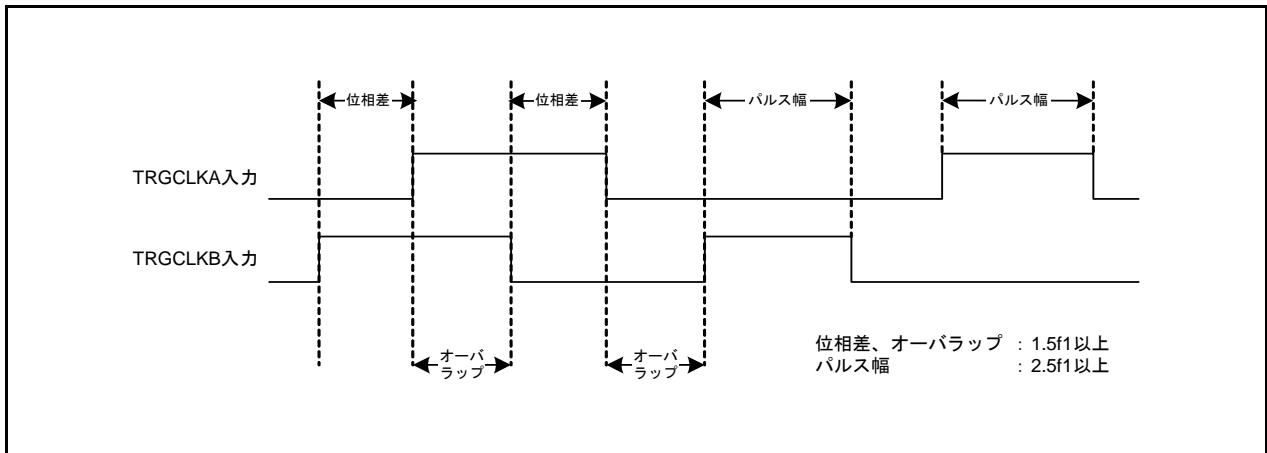 位相差
位相差
パルス幅
パルス幅
TRGCLKA入力
TRGCLKB入力
オーバ
ラップ
オーバ
ラップ
位相差、オーバラップ : 1.5f1以上
パルス幅 : 2.5f1以上